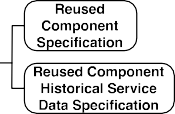 Reused
Component
Specification
Reused Component
Historical Service
Data Specification